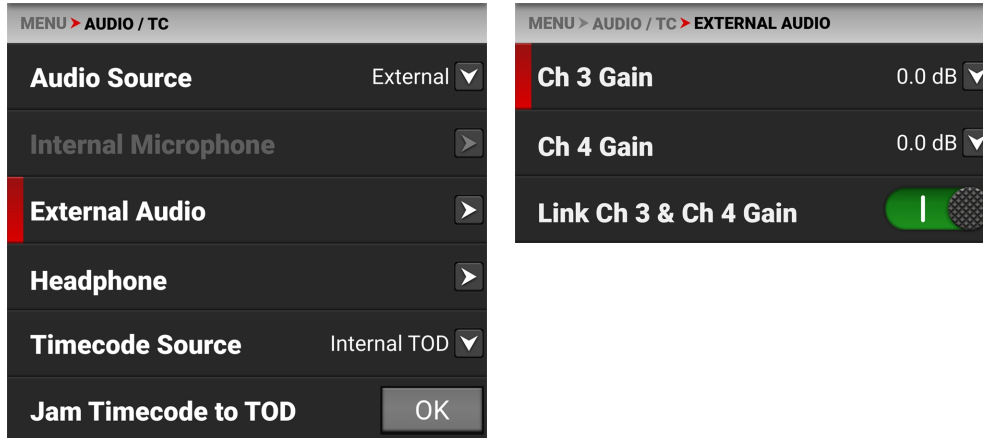 MENU > AUDIO / TC
Audio Source External
Internal Microphone
External Audio
Headphone
Timecode Source Internal TOD
Jam Timecode to TOD OK
MENU > AUDIO / TC > EXTERNAL AUDIO
Ch 3 Gain 0.0 dB
Ch 4 Gain 0.0 dB
Link Ch 3 & Ch 4 Gain